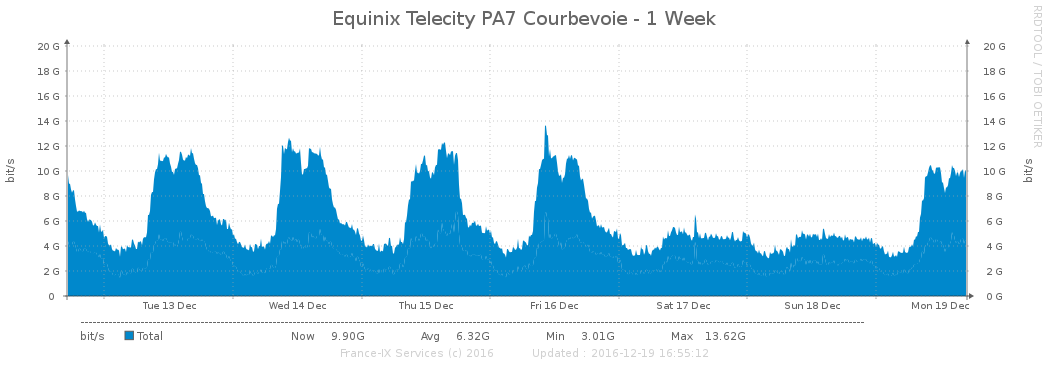 Equinix Telecity PA7 Courbevoie - 1 Week
RRDTOOL / TOBI OETIKER
bit/s
bit/s
20 G 20 G
18 G 18 G
16 G 16 G
14 G 14 G
12 G 12 G
10 G 10 G
8 G 8 G
6 G 6 G
4 G 4 G
2 G 2 G
0 0 G
Tue 13 Dec Wed 14 Dec Thu 15 Dec Fri 16 Dec Sat 17 Dec Sun 18 Dec Mon 19 Dec
bit/s Total Now 9.90G Avg 6.32G Min 3.01G Max 13.62G
France-IX Services (c) 2016 Updated : 2016-12-19 16:55:12